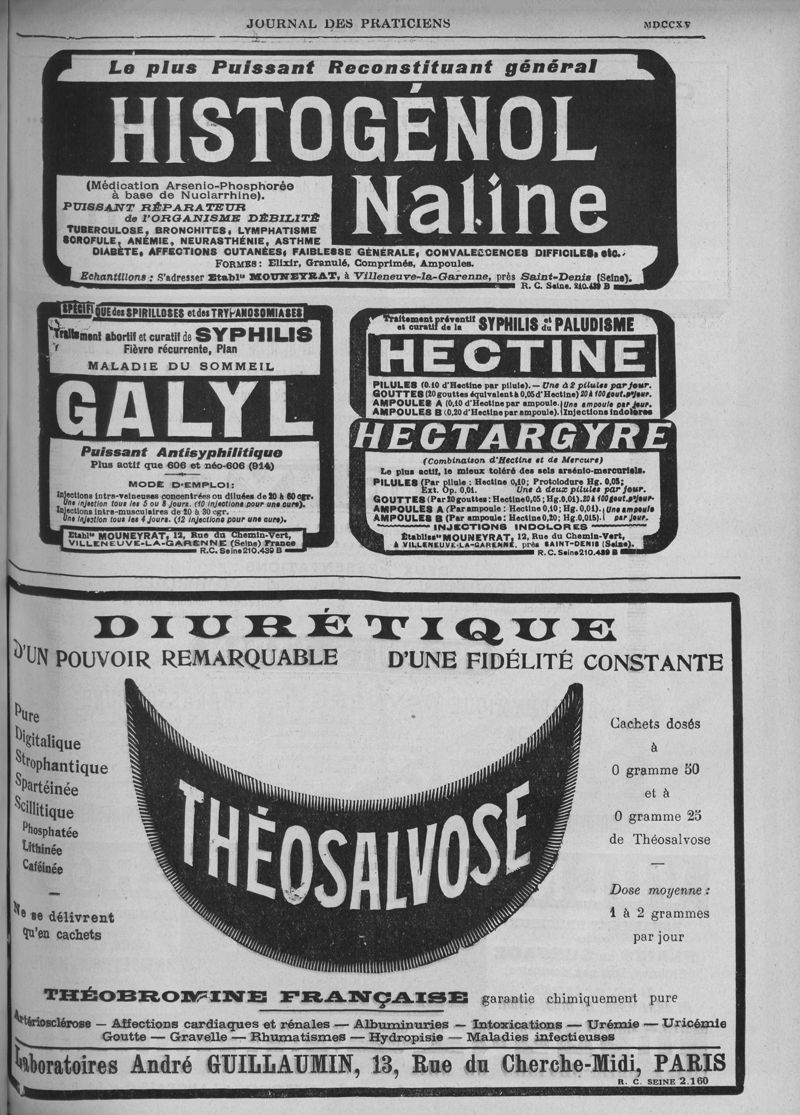 JOURNAL DES PRATICIENS
MDCCXV
Le plus Puissant Reconstituant général
HISTOGÉNOL
Naline
(Médication Arsenio-Phosphorée
à base de Nuclarrhine).
PUISSANT RÉPARATEUR
de l'ORGANISME DÉBILITÉ
TUBERCULOSE, BRONCHITES, LYMPHATISME
SCROFULE, ANÉMIE, NEURASTHÉNIE, ASTHME
DIABÈTE, AFFECTIONS CUTANÉES, FAIBLESSE GÉNÉRALE, CONVALECCENCES DIFFICILES, etc.
FORMES: Elixir, Granulé, Comprimés, Ampoules.
Echantillons : S'adresser Etabl^ts MOUNEYRAT, à Villeneuve-la-Garenne, près Saint-Denis (Seine).
R. C. Seine, 210.439 B
SPÉCIFIQUE des SPIRILLOSES et des TRYPANOSOMIASES
Traitement abortif et curatif de SYPHILIS
Fièvre récurrente, Pian
MALADIE DU SOMMEIL
GALYL
Puissant Antisyphilitique
Plus actif que 606 et néo-606 (914)
MODE D'EMPLOI:
Injections intra-veineuses concentrées ou diluées de 20 à 60 cgr.
Une injection tous les 5 ou 8 jours. (10 injections pour une cure).
Injections intra-musculaires de 20 à 30 cgr.
Une injection tous les 4 jours. (12 injections pour une cure).
Etabl^ts MOUNEYRAT, 12, Rue du Chemin-Vert,
VILLENEUVE-LA-GARENNE (Seine) France
R.C. Seine 210.439 B
Traitement préventif et curatif de la SYPHILIS et du PALUDISME
HECTINE
PILULES (0.10 d'Hectine par pilule). — Une à 2 pilules par jour.
GOUTTES (20 gouttes équivalent à 0,05 d'Hectine) 20 à 100 gout. p^r jour.
AMPOULES A (0,10 d'Hectine par ampoule.) Une ampoule par jour.
AMPOULES B (0,20 d'Hectine par ampoule). Injections indolores
HECTARGYRE
(Combinaison d'Hectine et de Mercure)
Le plus actif, le mieux toléré des sels arsénio-mercuriels.
PILULES (Par pilule : Hectine 0,10; Protoiodure Hg. 0,05;
Ext. Op. 0,01. Une à deux pilules par jour.
GOUTTES (Par 20 gouttes: Hectine 0,05; Hg.0,01). 20 à 100 gout. p^r jour
AMPOULES A (Par ampoule : Hectine 0,10; Hg. 0,01). Une ampoule
AMPOULES B (Par ampoule: Hectine 0,20; Hg. 0,015). par jour.
INJECTIONS INDOLORES
Établiss^ts MOUNEYRAT, 12, Rue du Chemin-Vert,
à VILLENEUVE-LA-GARENNE, près SAINT-DENIS (Seine).
R.C. Seine 210.439 B
DIURÉTIQUE
D'UN POUVOIR REMARQUABLE D'UNE FIDÉLITÉ CONSTANTE
Pure
Digitalique
Strophantique
Spartéinée
Scillitique
Phosphatée
Lithinée
Caféinée
—
Ne se délivrent
qu'en cachets
THÉOSALVOSE
Cachets dosés
à
0 gramme 50
et à
0 gramme 25
de Théosalvose
—
Dose moyenne :
1 à 2 grammes
par jour
THÉOBROMINE FRANÇAISE garantie chimiquement pure
Artériosclérose — Affections cardiaques et rénales — Albuminuries — Intoxications — Urémie — Uricémie
Goutte — Gravelle — Rhumatismes — Hydropisie — Maladies infectieuses
Laboratoires André GUILLAUMIN, 13, Rue du Cherche-Midi, PARIS
R. C. SEINE 2.160